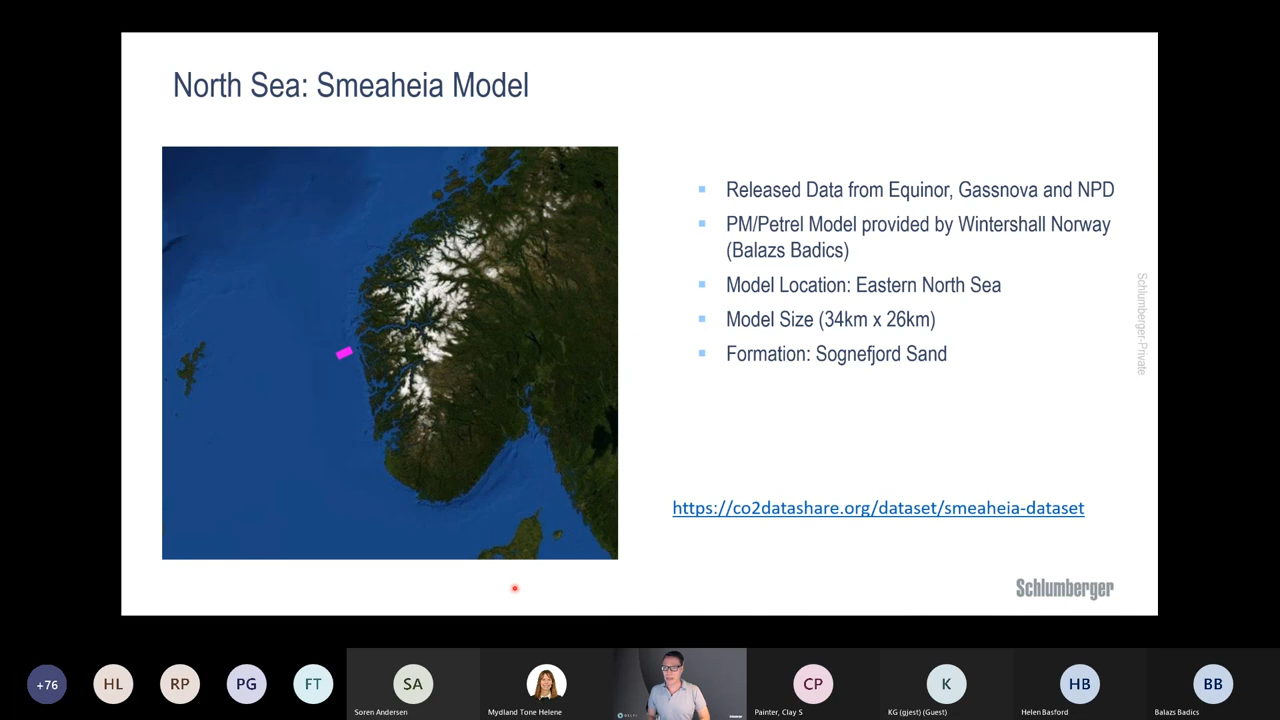 North Sea: Smeaheia Model
Released Data from Equinor, Gassnova and NPD
PM/Petrel Model provided by Wintershall Norway
(Balazs Badics)
Model Location: Eastern North Sea
Model Size (34km x 26km)
Formation: Sognefjord Sand
https://co2datashare.org/dataset/smeaheia-dataset
Schlumberger-Private
Schlumberger
+76
HL
RP
PG
FT
SA
CP
K
HB
BB
Soren Andersen
Mydland Tone Helene
Painter, Clay S
KG (gjest) (Guest)
Helen Basford
Balazs Badics